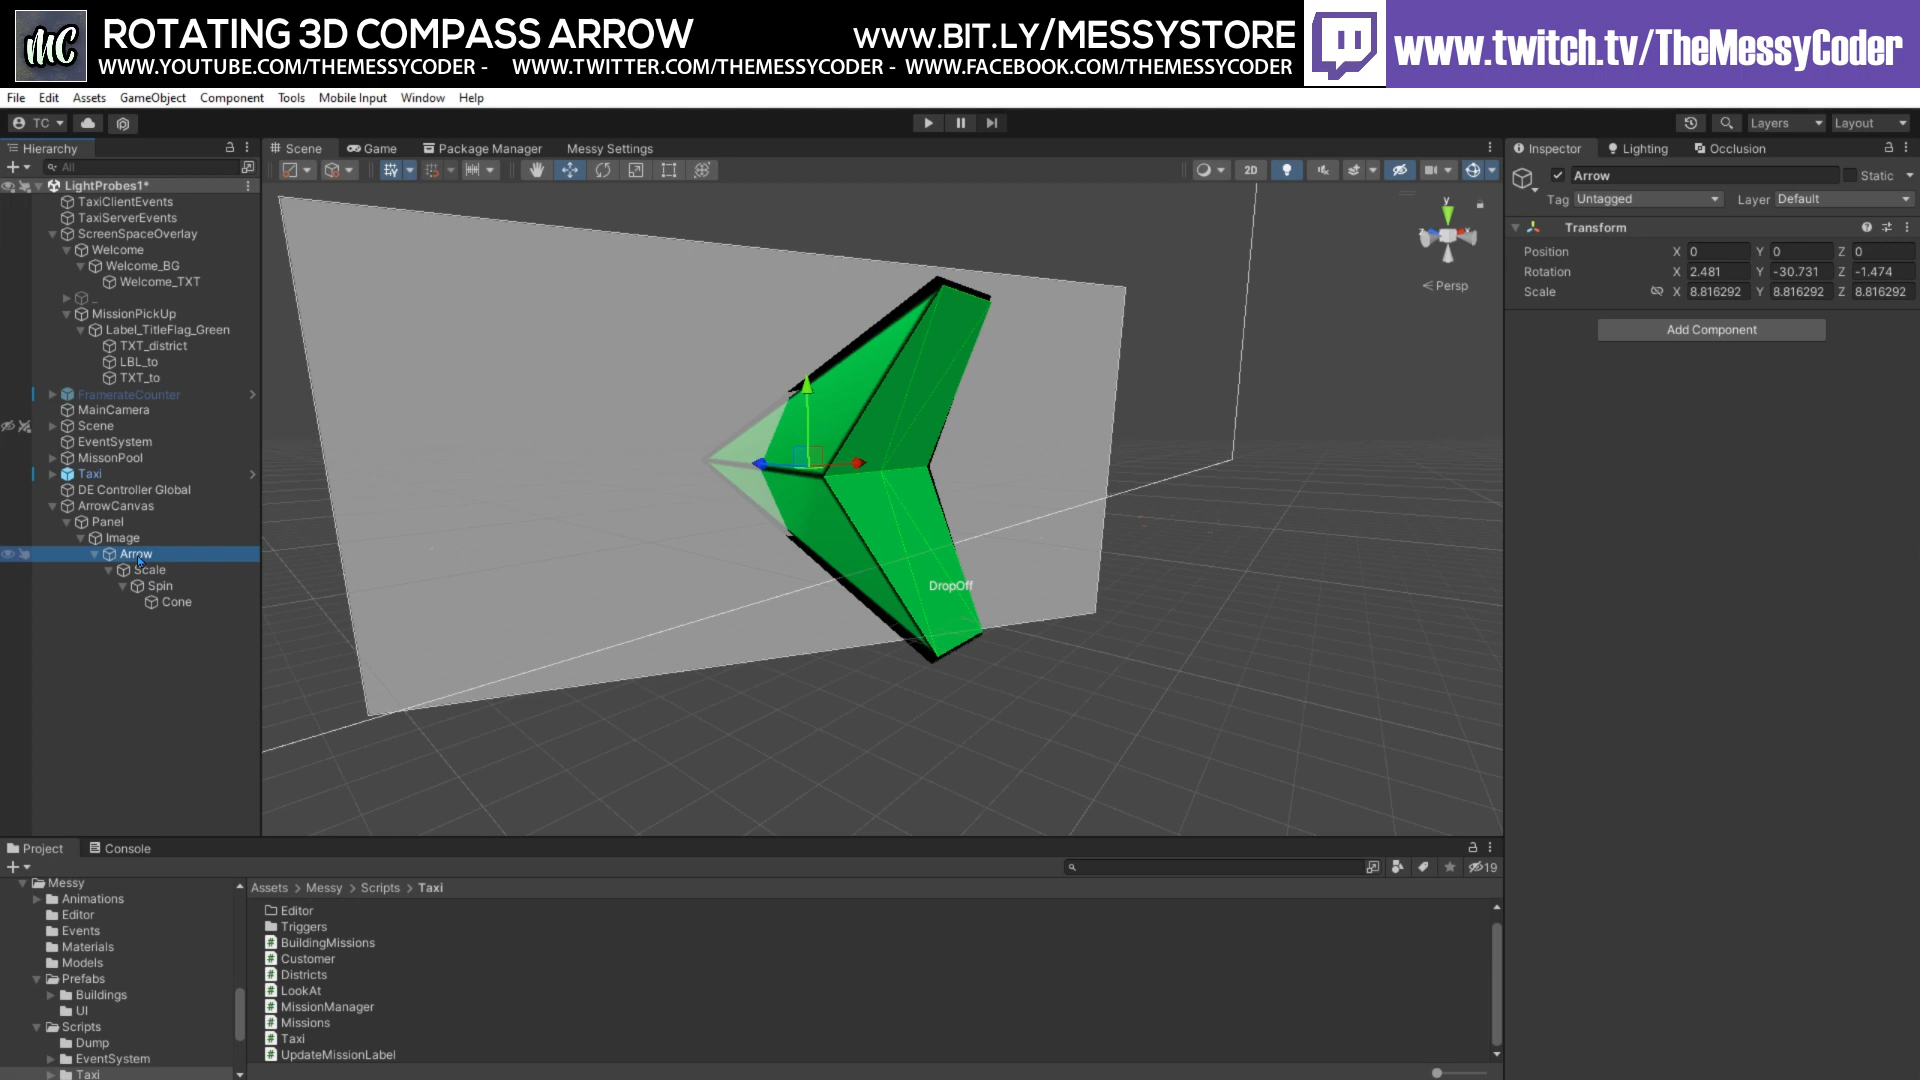 MC ROTATING 3D COMPASS ARROW WWW.BIT.LY/MESSYSTORE www.twitch.tv/TheMessyCoder
WWW.YOUTUBE.COM/THEMESSYCODER - WWW.TWITTER.COM/THEMESSYCODER - WWW.FACEBOOK.COM/THEMESSYCODER
File Edit Assets GameObject Component Tools Mobile Input Window Help
TC Layers Layout
Hierarchy
All
LightProbes1*
TaxiClientEvents
TaxiServerEvents
ScreenSpaceOverlay
Welcome
Welcome_BG
Welcome_TXT
_
MissionPickUp
Label_TitleFlag_Green
TXT_district
LBL_to
TXT_to
FramerateCounter
MainCamera
Scene
EventSystem
MissonPool
Taxi
DE Controller Global
ArrowCanvas
Panel
Image
Arrow
Scale
Spin
Cone
Scene Game Package Manager Messy Settings
2D
y
z x
Persp
DropOff
Inspector Lighting Occlusion
Arrow Static
Tag Untagged Layer Default
Transform
Position X 0 Y 0 Z 0
Rotation X 2.481 Y -30.731 Z -1.474
Scale X 8.816292 Y 8.816292 Z 8.816292
Add Component
Project Console
19
Messy
Animations
Editor
Events
Materials
Models
Prefabs
Buildings
UI
Scripts
Dump
EventSystem
Taxi
Assets > Messy > Scripts > Taxi
Editor
Triggers
BuildingMissions
Customer
Districts
LookAt
MissionManager
Missions
Taxi
UpdateMissionLabel